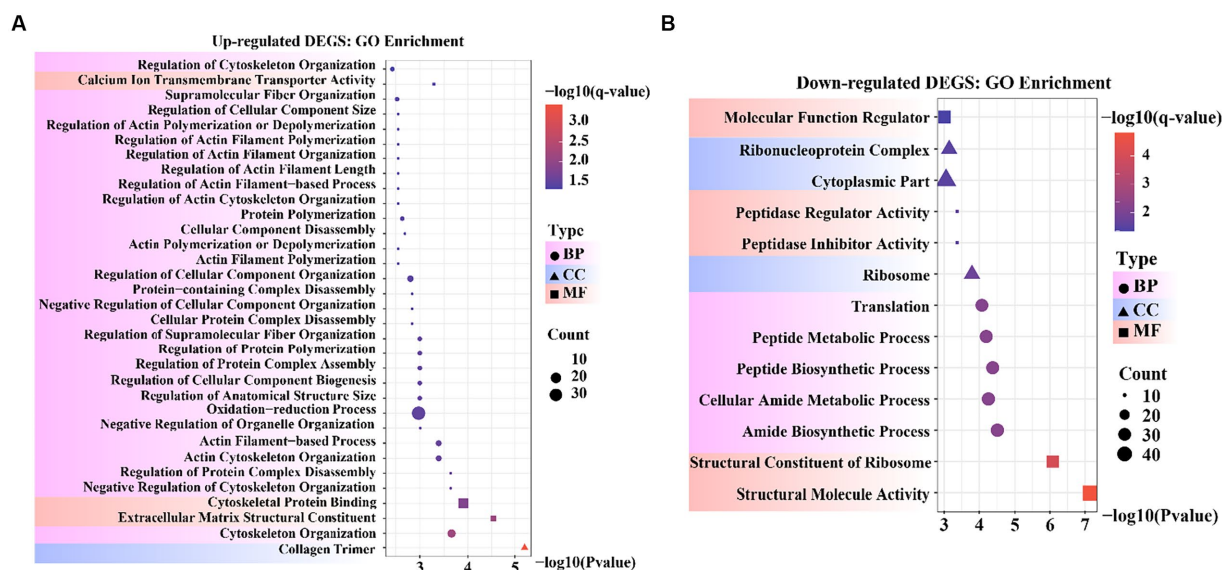 A
Up-regulated DEGS: GO Enrichment
Regulation of Cytoskeleton Organization
Calcium Ion Transmembrane Transporter Activity
Supramolecular Fiber Organization
Regulation of Cellular Component Size
Regulation of Actin Polymerization or Depolymerization
Regulation of Actin Filament Polymerization
Regulation of Actin Filament Organization
Regulation of Actin Filament Length
Regulation of Actin Filament-based Process
Regulation of Actin Cytoskeleton Organization
Protein Polymerization
Cellular Component Disassembly
Actin Polymerization or Depolymerization
Actin Filament Polymerization
Regulation of Cellular Component Organization
Protein-containing Complex Disassembly
Negative Regulation of Cellular Component Organization
Cellular Protein Complex Disassembly
Regulation of Supramolecular Fiber Organization
Regulation of Protein Polymerization
Regulation of Protein Complex Assembly
Regulation of Cellular Component Biogenesis
Regulation of Anatomical Structure Size
Oxidation-reduction Process
Negative Regulation of Organelle Organization
Actin Filament-based Process
Actin Cytoskeleton Organization
Regulation of Protein Complex Disassembly
Negative Regulation of Cytoskeleton Organization
Cytoskeletal Protein Binding
Extracellular Matrix Structural Constituent
Cytoskeleton Organization
Collagen Trimer
3 4 5
-log10(Pvalue)
-log10(q-value)
3.0
2.5
2.0
1.5
Type
BP
CC
MF
Count
10
20
30
B
Down-regulated DEGS: GO Enrichment
Molecular Function Regulator
Ribonucleoprotein Complex
Cytoplasmic Part
Peptidase Regulator Activity
Peptidase Inhibitor Activity
Ribosome
Translation
Peptide Metabolic Process
Peptide Biosynthetic Process
Cellular Amide Metabolic Process
Amide Biosynthetic Process
Structural Constituent of Ribosome
Structural Molecule Activity
3 4 5 6 7
-log10(Pvalue)
-log10(q-value)
4
3
2
Type
BP
CC
MF
Count
10
20
30
40